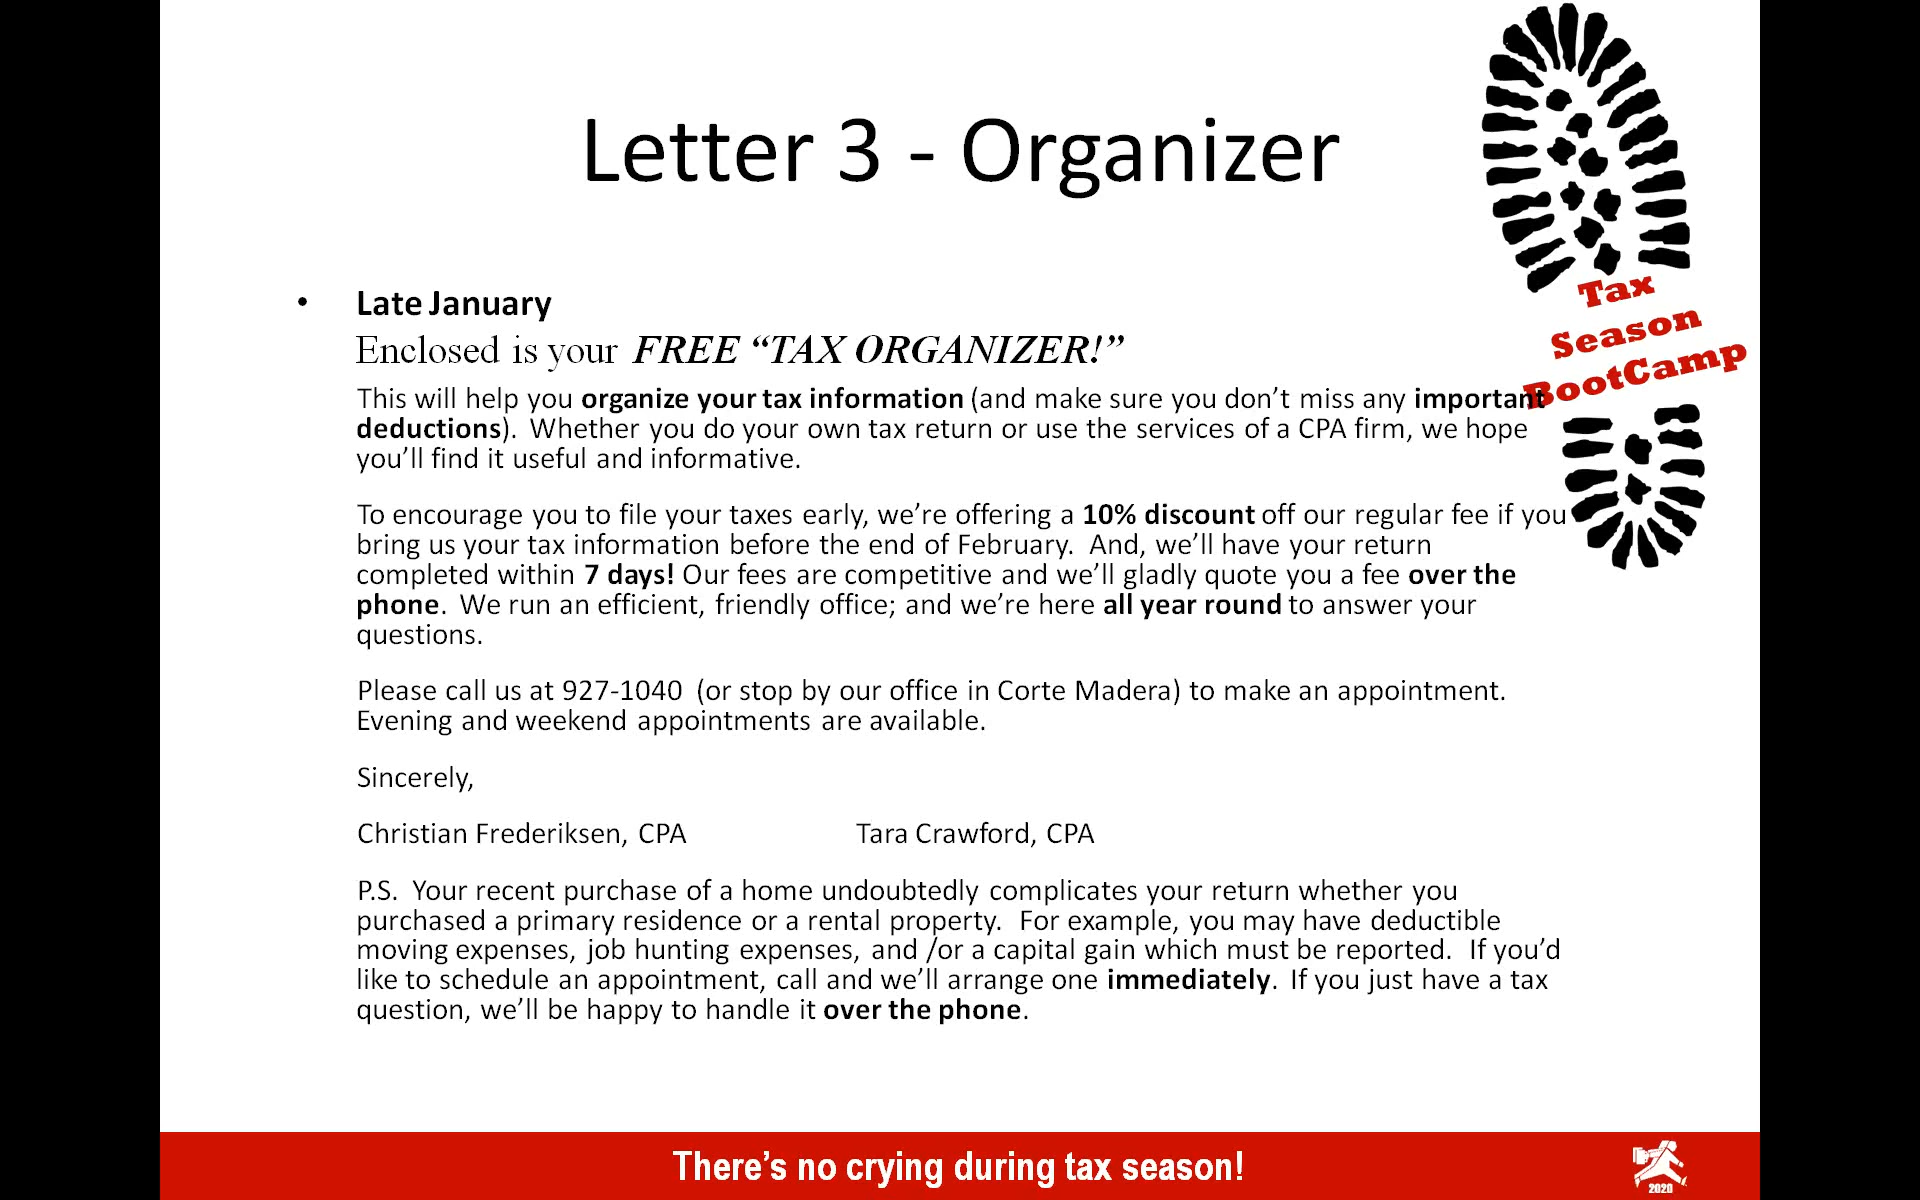 Letter 3 - Organizer
Tax
Season
BootCamp
• Late January
Enclosed is your FREE “TAX ORGANIZER!”
This will help you organize your tax information (and make sure you don’t miss any important
deductions). Whether you do your own tax return or use the services of a CPA firm, we hope
you’ll find it useful and informative.
To encourage you to file your taxes early, we’re offering a 10% discount off our regular fee if you
bring us your tax information before the end of February. And, we’ll have your return
completed within 7 days! Our fees are competitive and we’ll gladly quote you a fee over the
phone. We run an efficient, friendly office; and we’re here all year round to answer your
questions.
Please call us at 927-1040 (or stop by our office in Corte Madera) to make an appointment.
Evening and weekend appointments are available.
Sincerely,
Christian Frederiksen, CPA Tara Crawford, CPA
P.S. Your recent purchase of a home undoubtedly complicates your return whether you
purchased a primary residence or a rental property. For example, you may have deductible
moving expenses, job hunting expenses, and /or a capital gain which must be reported. If you’d
like to schedule an appointment, call and we’ll arrange one immediately. If you just have a tax
question, we’ll be happy to handle it over the phone.
There’s no crying during tax season!
2020